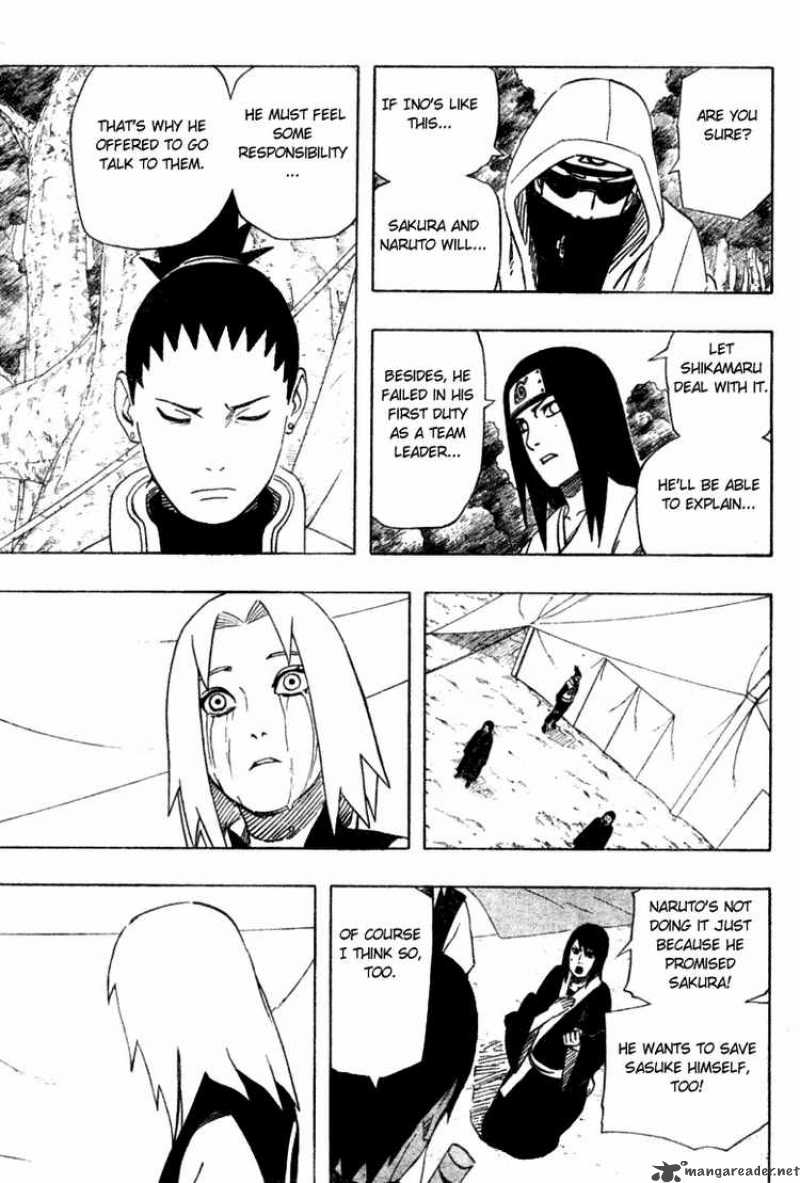 ARE YOU
SURE?
IF INO'S LIKE
THIS...
SAKURA AND
NARUTO WILL...
LET
SHIKAMARU
DEAL WITH IT.
HE'LL BE ABLE
TO EXPLAIN...
BESIDES, HE
FAILED IN HIS
FIRST DUTY
AS A TEAM
LEADER...
HE MUST FEEL
SOME
RESPONSIBILITY
...
THAT'S WHY HE
OFFERED TO GO
TALK TO THEM.
NARUTO'S NOT
DOING IT JUST
BECAUSE HE
PROMISED
SAKURA!
HE WANTS TO SAVE
SASUKE HIMSELF,
TOO!
OF COURSE
I THINK SO,
TOO.
mangareader.net